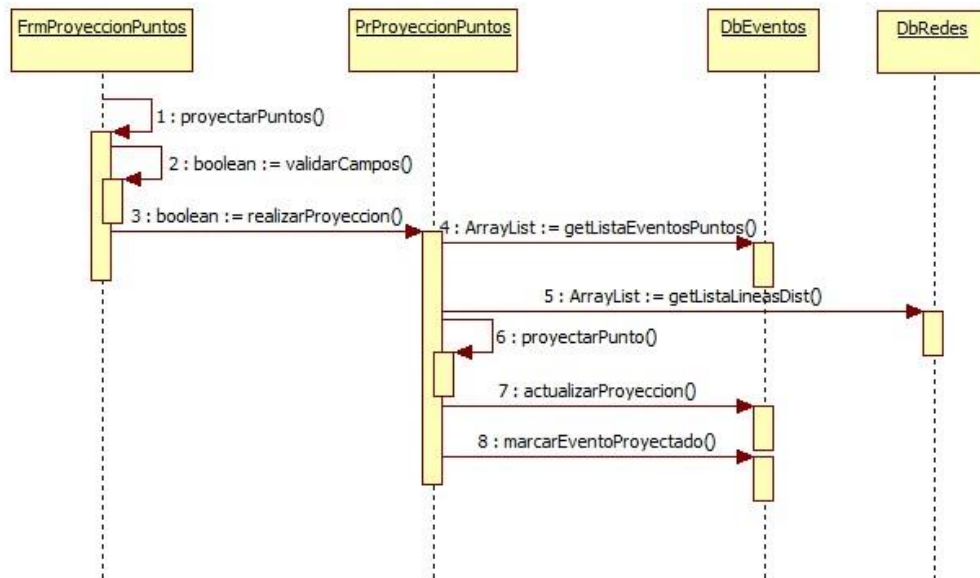 FrmProyeccionPuntos
PrProyeccionPuntos
DbEventos
DbRedes
1 : proyectarPuntos()
2 : boolean := validarCampos()
3 : boolean := realizarProyeccion()
4 : ArrayList := getListaEventosPuntos()
5 : ArrayList := getListaLineasDist()
6 : proyectarPunto()
7 : actualizarProyeccion()
8 : marcarEventoProyectado()